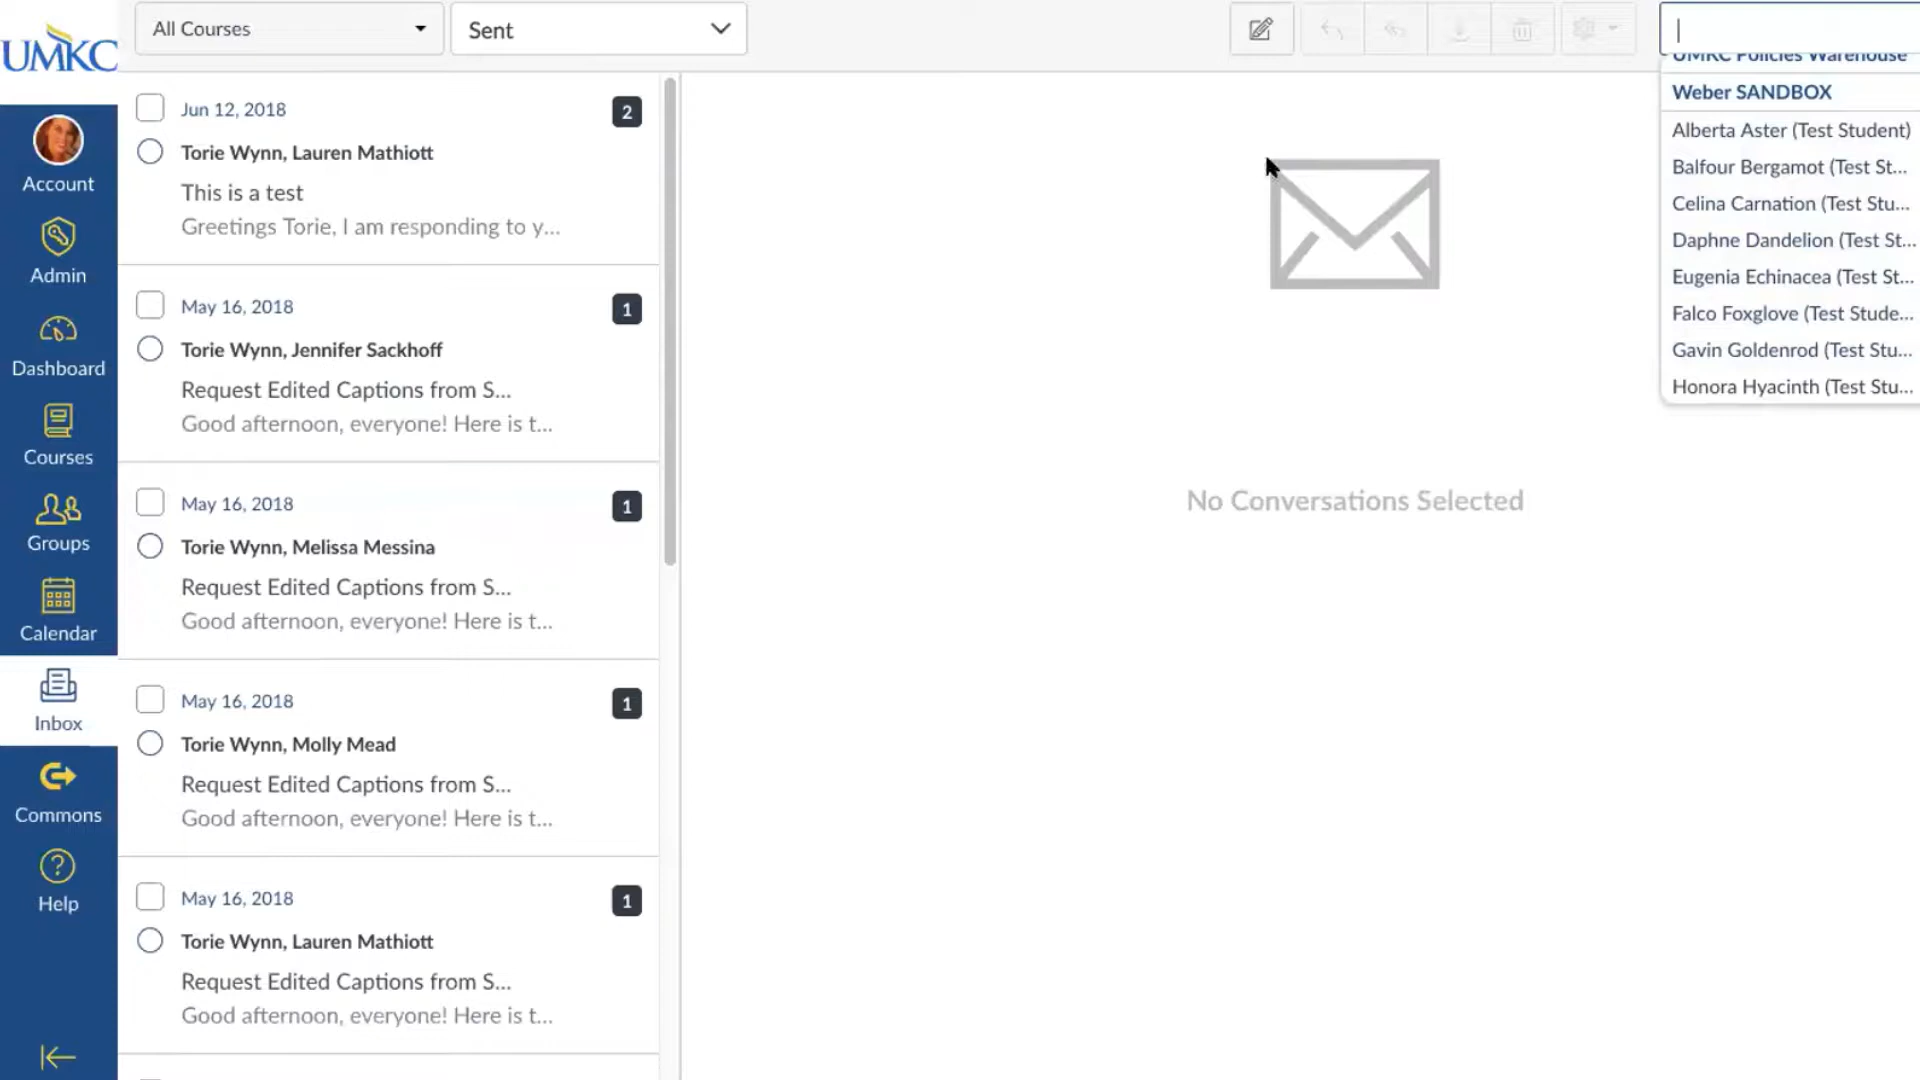 UMKC
All Courses
Sent
Account
Admin
Dashboard
Courses
Groups
Calendar
Inbox
Commons
Help
Jun 12, 2018
2
Torie Wynn, Lauren Mathiott
This is a test
Greetings Torie, I am responding to y...
May 16, 2018
1
Torie Wynn, Jennifer Sackhoff
Request Edited Captions from S...
Good afternoon, everyone! Here is t...
May 16, 2018
1
Torie Wynn, Melissa Messina
Request Edited Captions from S...
Good afternoon, everyone! Here is t...
May 16, 2018
1
Torie Wynn, Molly Mead
Request Edited Captions from S...
Good afternoon, everyone! Here is t...
May 16, 2018
1
Torie Wynn, Lauren Mathiott
Request Edited Captions from S...
Good afternoon, everyone! Here is t...
No Conversations Selected
UMKC Policies Warehouse
Weber SANDBOX
Alberta Aster (Test Student)
Balfour Bergamot (Test St...
Celina Carnation (Test Stu...
Daphne Dandelion (Test St...
Eugenia Echinacea (Test St...
Falco Foxglove (Test Stude...
Gavin Goldenrod (Test Stu...
Honora Hyacinth (Test Stu...